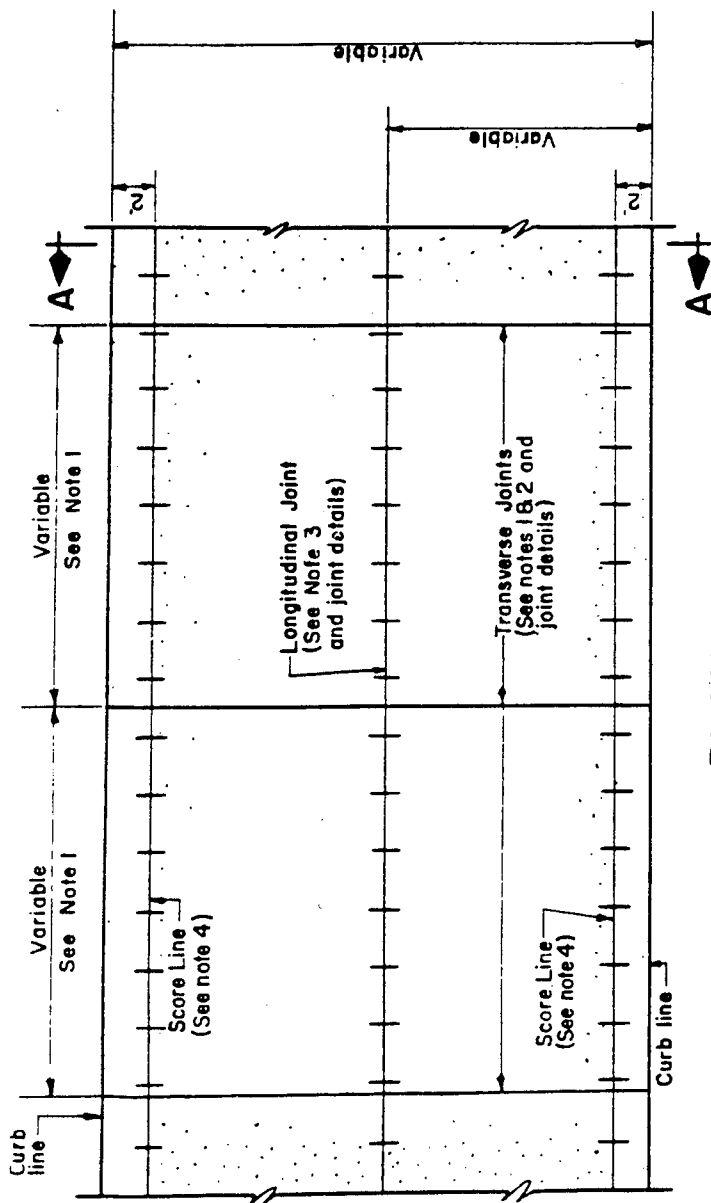 Curb
line
Variable
See Note 1
Variable
See Note 1
A
2'
Variable
Score Line
(See note 4)
Longitudinal Joint
(See Note 3
and joint details)
Transverse Joints
(See notes 1 & 2 and
joint details)
Variable
Score Line
(See note 4)
2'
Curb line
A